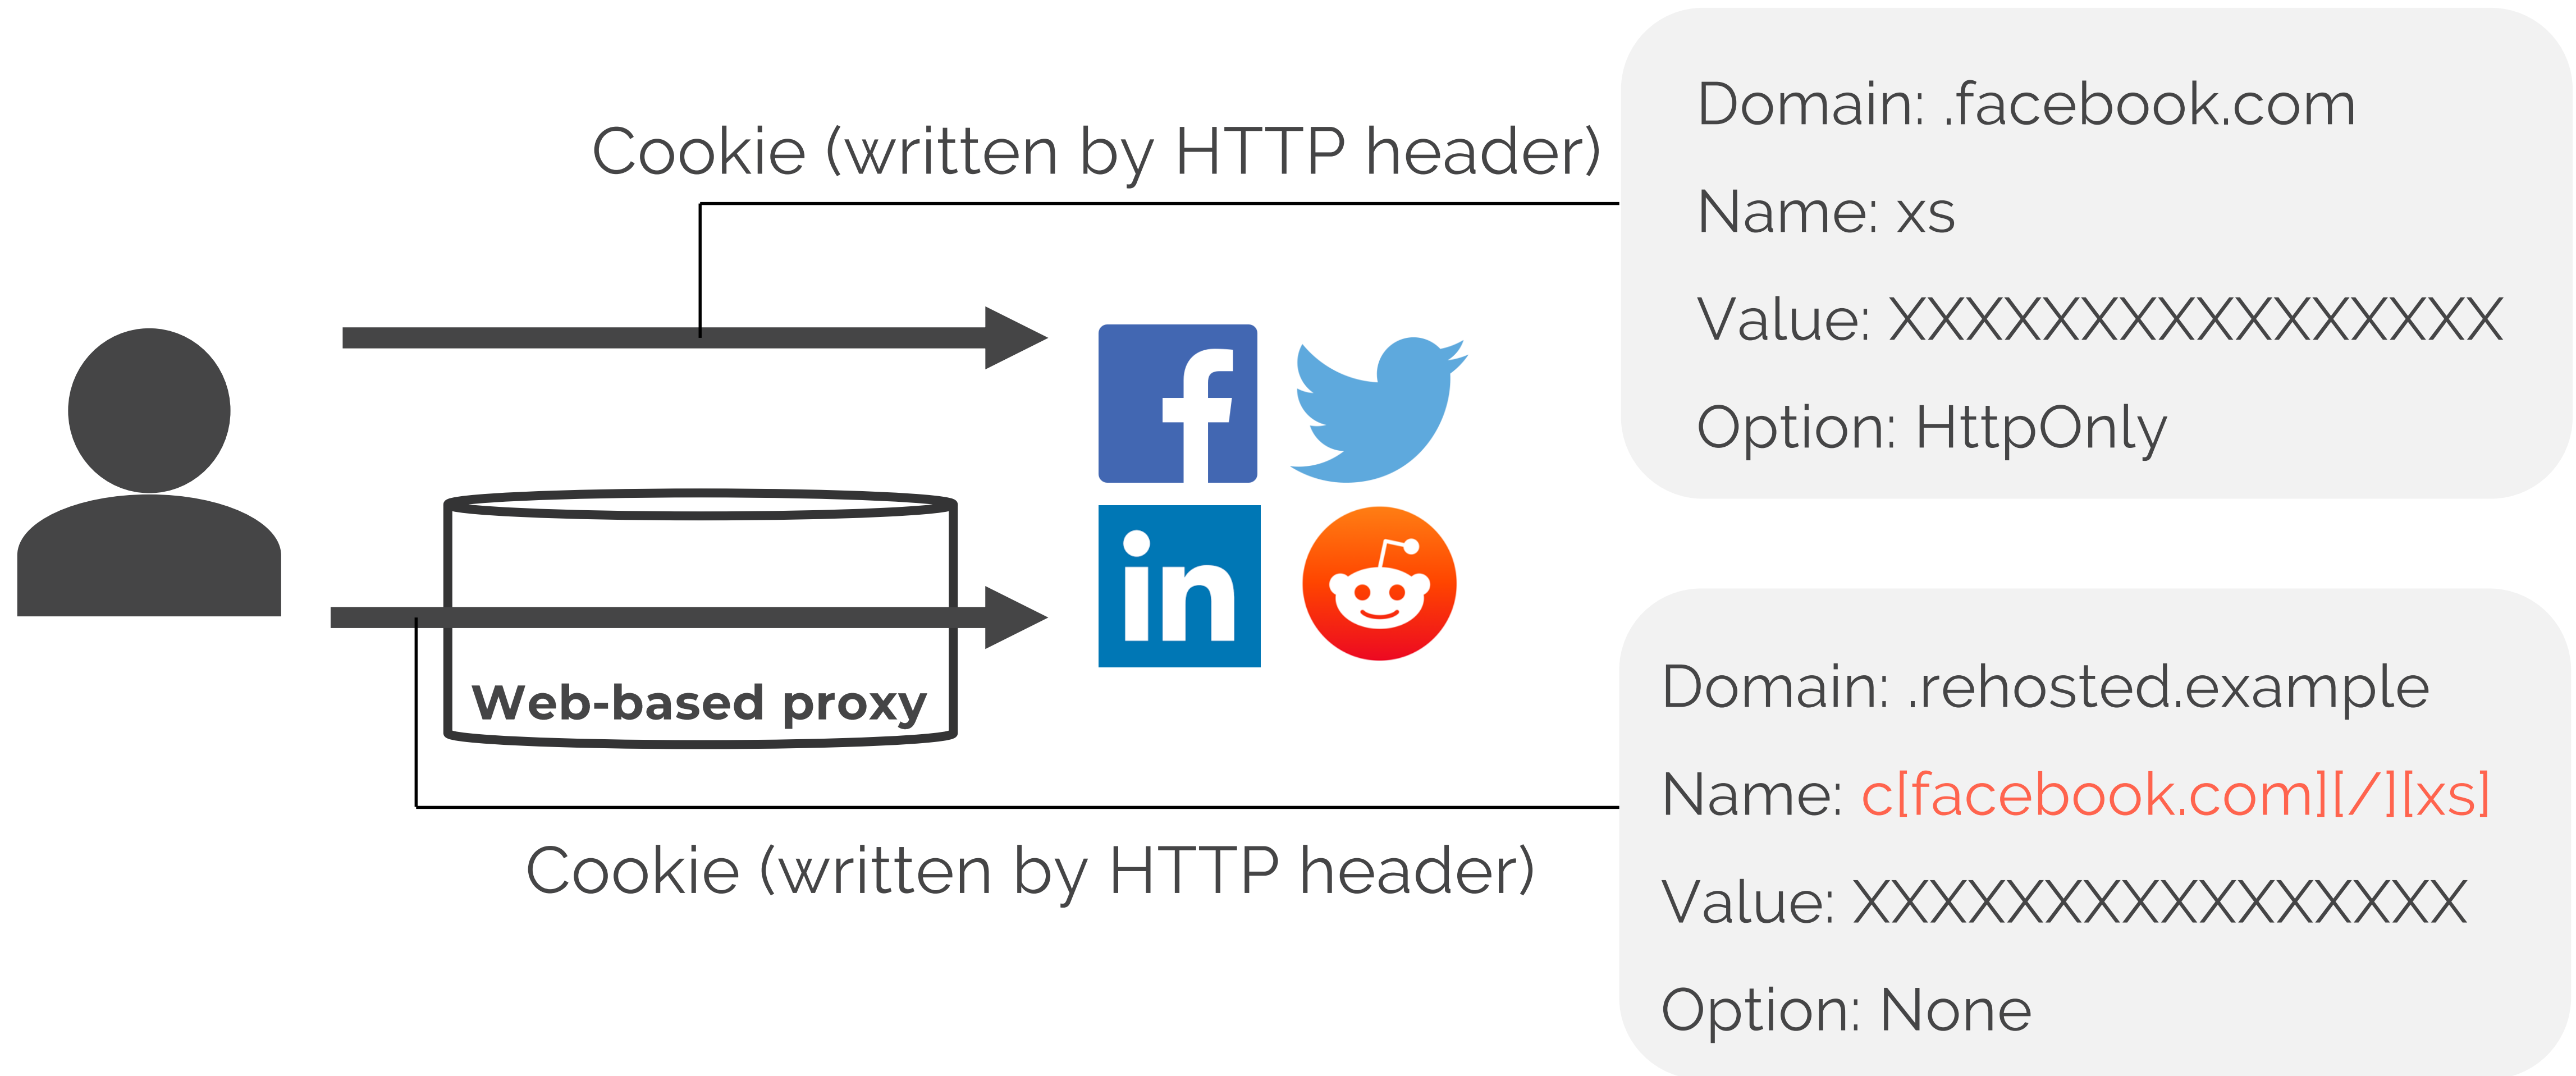 Cookie (written by HTTP header)
Domain: .facebook.com
Name: xs
Value: XXXXXXXXXXXXXXXX
Option: HttpOnly
f
in
Web-based proxy
Cookie (written by HTTP header)
Domain: .rehosted.example
Name: c[facebook.com][/][xs]
Value: XXXXXXXXXXXXXXXX
Option: None